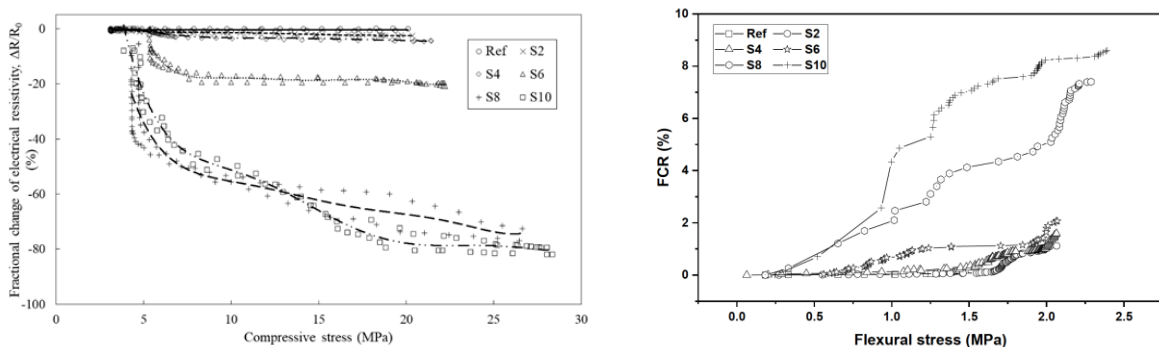 0
-20
-40
-60
-80
-100
0 5 10 15 20 25 30
Fractional change of electrical resistivity, ΔR/R0
(%)
Compressive stress (MPa)
Ref S2
S4 S6
S8 S10
10
8
6
4
2
0
0.0 0.5 1.0 1.5 2.0 2.5
FCR (%)
Flexural stress (MPa)
Ref S2
S4 S6
S8 S10